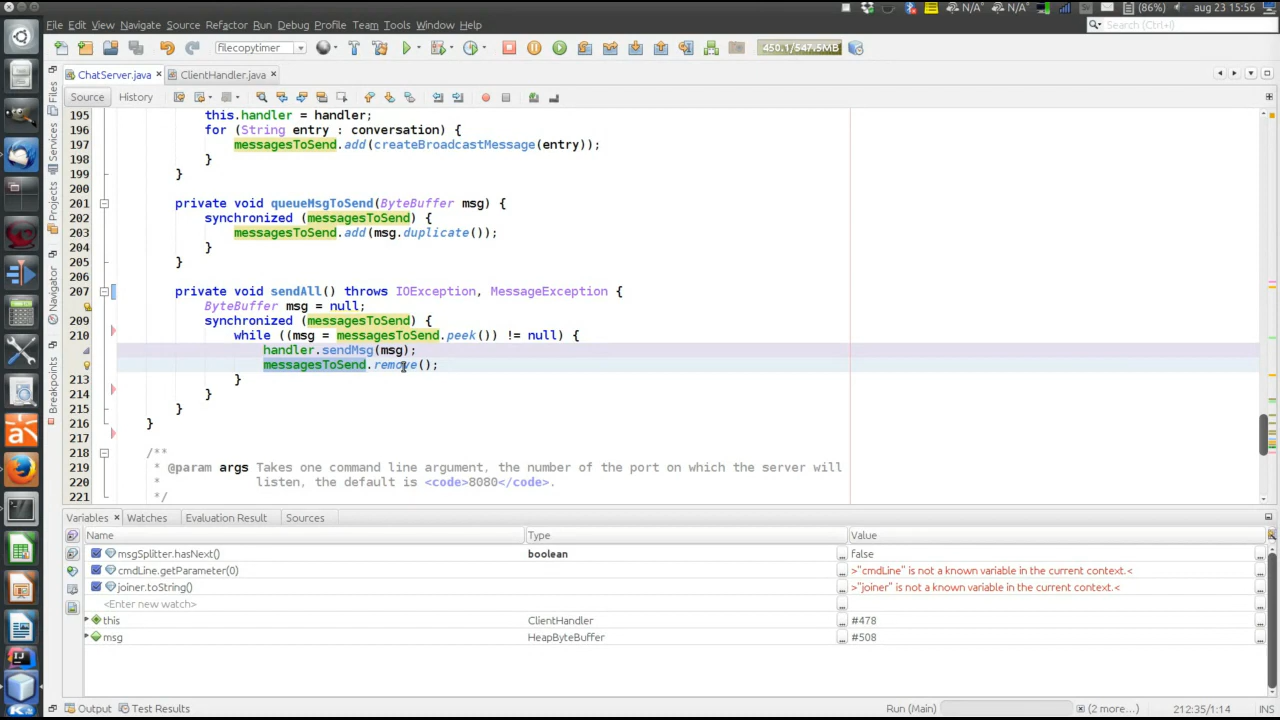 (86%) aug 23 15:56
File Edit View Navigate Source Refactor Run Debug Profile Team Tools Window Help
N/A N/A
Search (Ctrl+I)
filecopytimer 450.1/547.5MB
ChatServer.java ClientHandler.java
Source History
195 this.handler = handler;
196 for (String entry : conversation) {
197 messagesToSend.add(createBroadcastMessage(entry));
198 }
199 }
200
201 private void queueMsgToSend(ByteBuffer msg) {
202 synchronized (messagesToSend) {
203 messagesToSend.add(msg.duplicate());
204 }
205 }
206
207 private void sendAll() throws IOException, MessageException {
ByteBuffer msg = null;
209 synchronized (messagesToSend) {
210 while ((msg = messagesToSend.peek()) != null) {
handler.sendMsg(msg);
messagesToSend.remove();
213 }
214 }
215 }
216 }
217
218 /**
219 * @param args Takes one command line argument, the number of the port on which the server will
220 * listen, the default is <code>8080</code>.
221 */
Files
Services
Projects
Navigator
Breakpoints
Variables Watches Evaluation Result Sources
Name Type Value
msgSplitter.hasNext() boolean false
cmdLine.getParameter(0) >"cmdLine" is not a known variable in the current context.<
joiner.toString() >"joiner" is not a known variable in the current context.<
<Enter new watch>
this ClientHandler #478
msg HeapByteBuffer #508
Output Test Results Run (Main) (2 more...) 212:35/1:14 INS